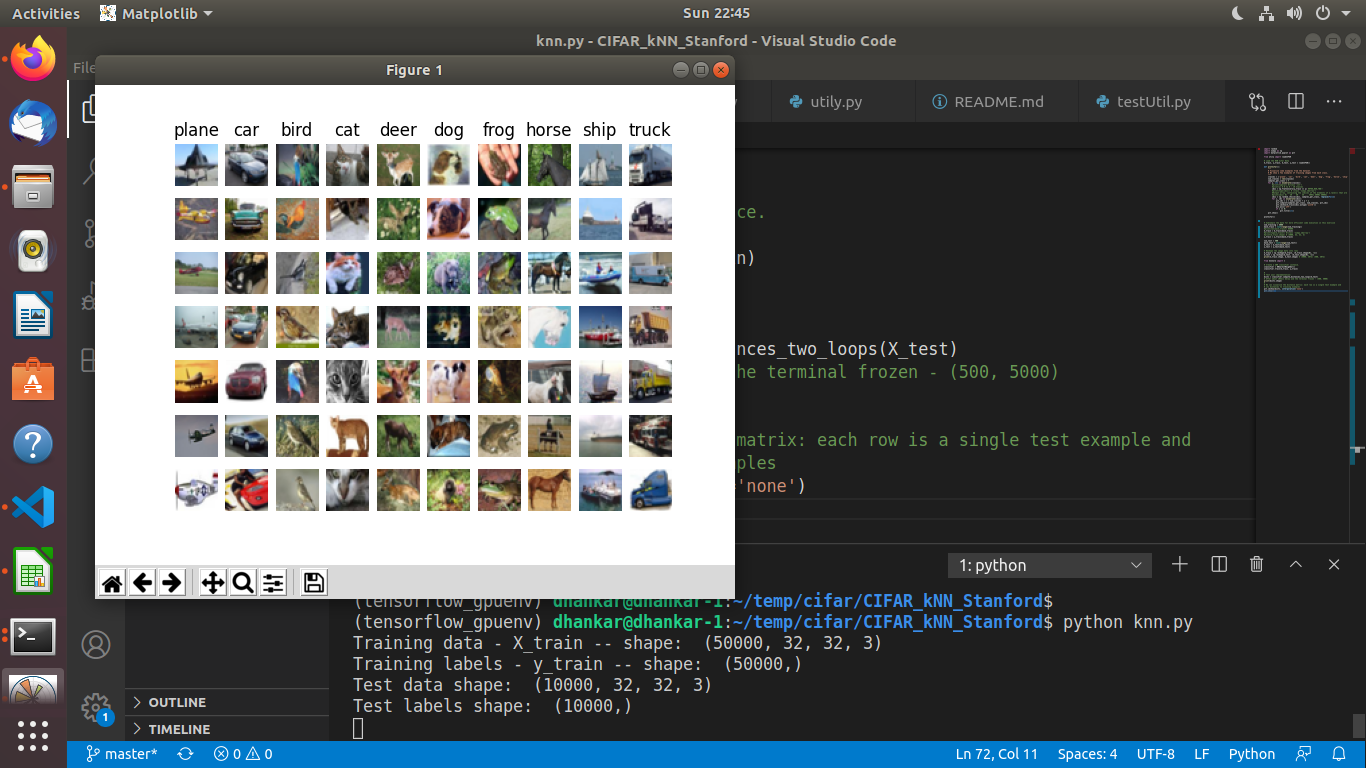 Activities Matplotlib Sun 22:45
knn.py - CIFAR_kNN_Stanford - Visual Studio Code
File
Figure 1
utily.py README.md testUtil.py
plane car bird cat deer dog frog horse ship truck
ce.
n)
nces_two_loops(X_test)
he terminal frozen - (500, 5000)
matrix: each row is a single test example and
ples
'none')
1: python
(tensorflow_gpuenv) dhankar@dhankar-1:~/temp/cifar/CIFAR_kNN_Stanford$
(tensorflow_gpuenv) dhankar@dhankar-1:~/temp/cifar/CIFAR_kNN_Stanford$ python knn.py
Training data - X_train -- shape:  (50000, 32, 32, 3)
Training labels - y_train -- shape:  (50000,)
Test data shape:  (10000, 32, 32, 3)
Test labels shape:  (10000,)
OUTLINE
1
TIMELINE
master* 0 0 Ln 72, Col 11 Spaces: 4 UTF-8 LF Python